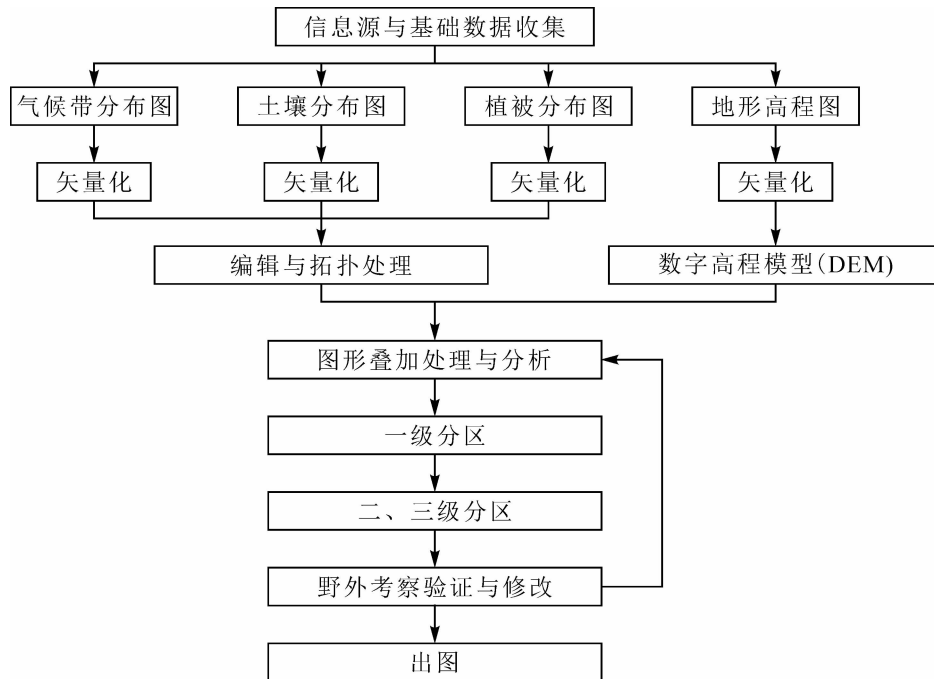 信息源与基础数据收集
气候带分布图
土壤分布图
植被分布图
地形高程图
矢量化
矢量化
矢量化
矢量化
编辑与拓扑处理
数字高程模型(DEM)
图形叠加处理与分析
一级分区
二、三级分区
野外考察验证与修改
出图